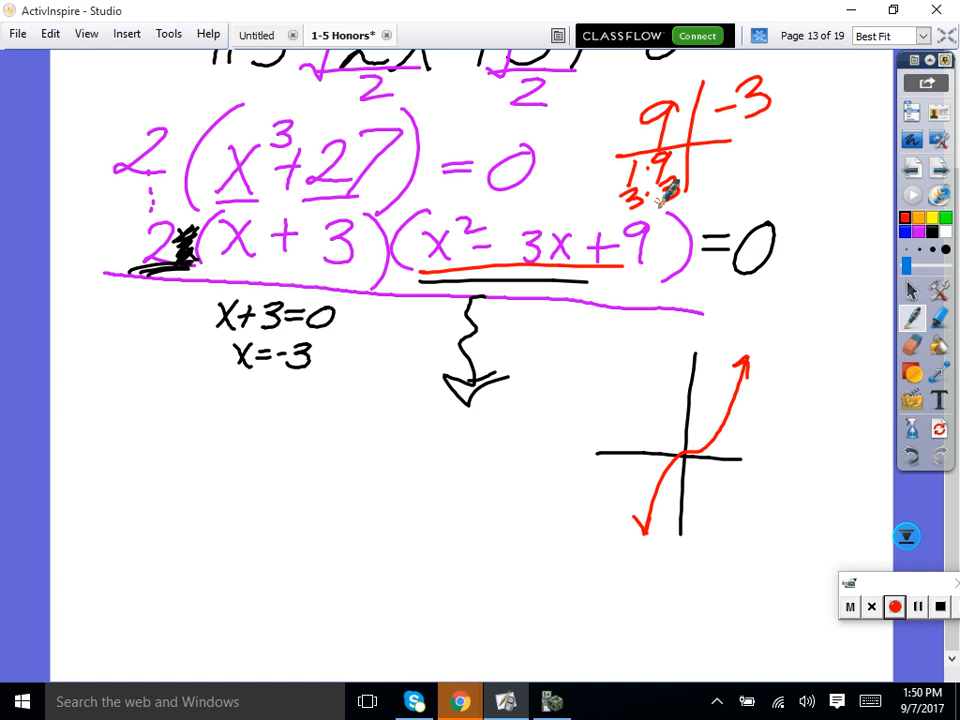 ActivInspire - Studio
File Edit View Insert Tools Help
Untitled
1-5 Honors*
CLASSFLOW Connect
Page 13 of 19
Best Fit
2 2
2(x³+27)=0
9 -3
1·9
3·3
2(x+3)(x²-3x+9)=0
x+3=0
x=-3
T
M
Search the web and Windows
1:50 PM
9/7/2017